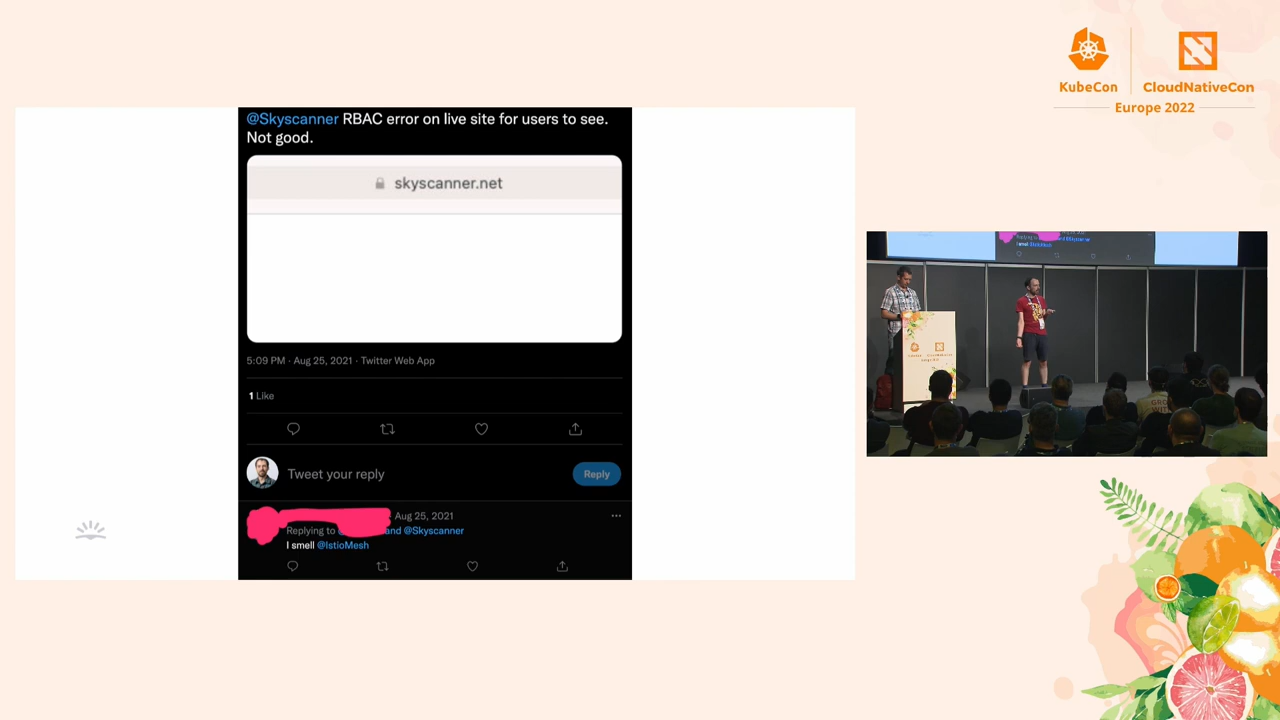 KubeCon
CloudNativeCon
Europe 2022
@Skyscanner RBAC error on live site for users to see.
Not good.
skyscanner.net
5:09 PM · Aug 25, 2021 · Twitter Web App
1 Like
Tweet your reply
Reply
Aug 25, 2021
Replying to and @Skyscanner
I smell @IstioMesh